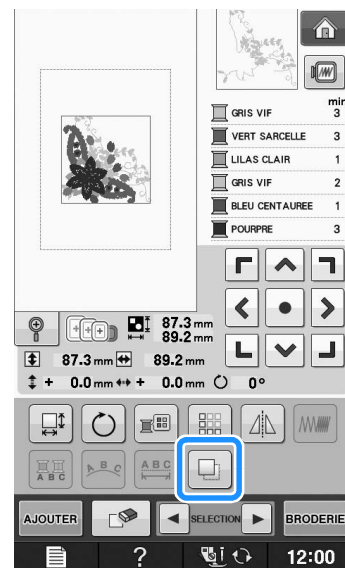 min
GRIS VIF 3
VERT SARCELLE 3
LILAS CLAIR 1
GRIS VIF 2
BLEU CENTAUREE 1
POURPRE 3
87.3 mm
89.2 mm
87.3 mm 89.2 mm
+ 0.0 mm + 0.0 mm 0°
A B C A B C A B C
AJOUTER SELECTION BRODERIE
? 12:00